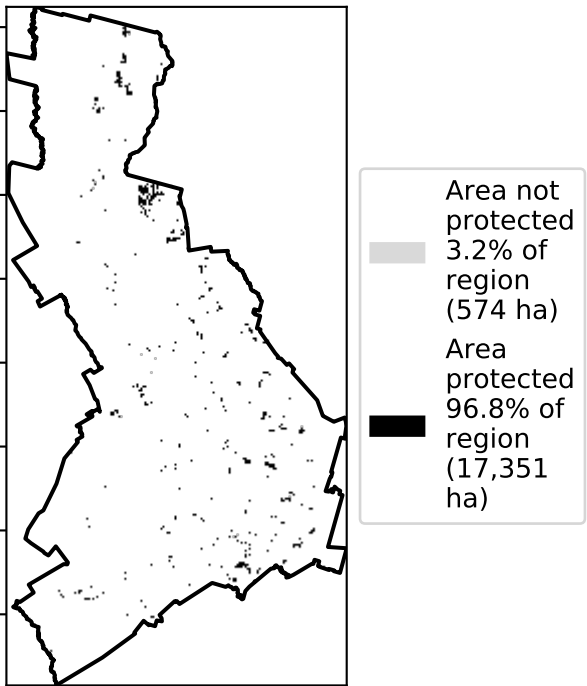 Area not
protected
3.2% of
region
(574 ha)
Area
protected
96.8% of
region
(17,351
ha)